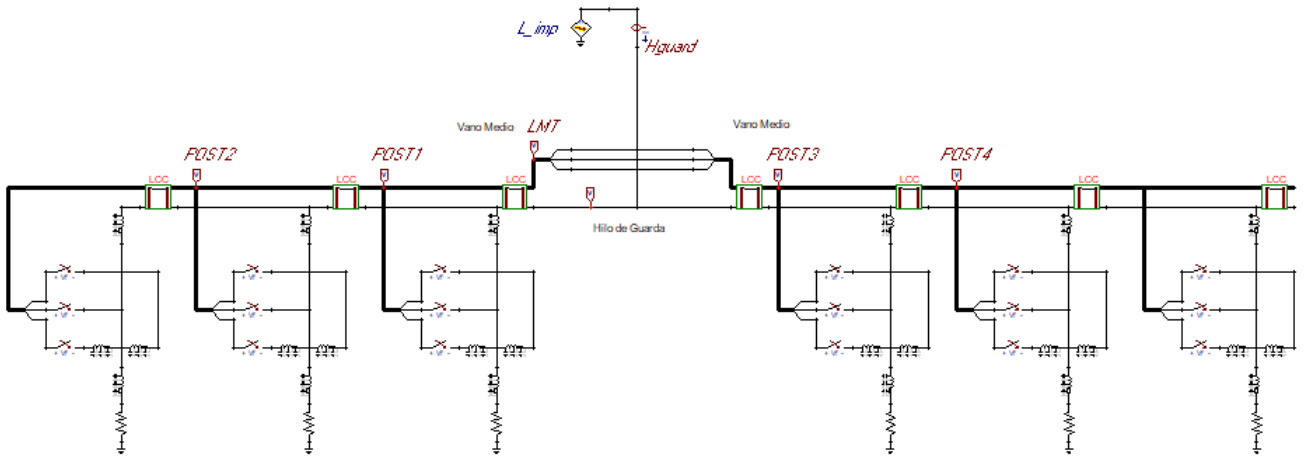 L_imp
Hguard
Vano Medio
LMT
Vano Medio
POST2
POST1
POST3
POST4
LCC
LCC
LCC
LCC
LCC
LCC
LCC
Hilo de Guarda